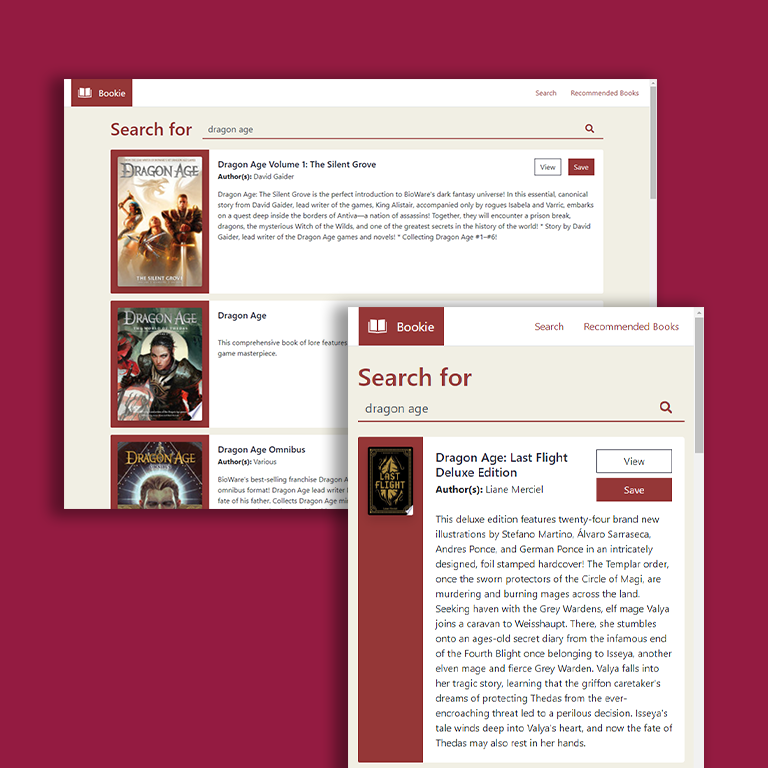 Bookie
Search Recommended Books
Search for dragon age
DRAGON AGE
THE SILENT GROVE
Dragon Age Volume 1: The Silent Grove
View Save
Author(s): David Gaider
Dragon Age: The Silent Grove is the perfect introduction to BioWare's dark fantasy universe! In this essential, canonical
story from David Gaider, lead writer of the games, King Alistair, accompanied only by rogues Isabela and Varric, embarks
on a quest deep inside the borders of Antiva—a nation of assassins! Together, they will encounter a prison break,
dragons, the mysterious Witch of the Wilds, and one of the greatest secrets in the history of the world! * Story by David
Gaider, lead writer of the Dragon Age games and novels! * Collecting Dragon Age #1–#6!
DRAGON AGE
THE WORLD OF THEDAS
Dragon Age
This comprehensive book of lore features
game masterpiece.
DRAGON AGE
Dragon Age Omnibus
Author(s): Various
BioWare's best-selling franchise Dragon A
omnibus format! Dragon Age lead writer
fate of his father. Collects Dragon Age mi
Bookie
Search Recommended Books
Search for
dragon age
LAST
FLIGHT
Dragon Age: Last Flight
Deluxe Edition
Author(s): Liane Merciel
View
Save
This deluxe edition features twenty-four brand new
illustrations by Stefano Martino, Álvaro Sarraseca,
Andres Ponce, and German Ponce in an intricately
designed, foil stamped hardcover! The Templar order,
once the sworn protectors of the Circle of Magi, are
murdering and burning mages across the land.
Seeking haven with the Grey Wardens, elf mage Valya
joins a caravan to Weisshaupt. There, she stumbles
onto an ages-old secret diary from the infamous end
of the Fourth Blight once belonging to Isseya, another
elven mage and fierce Grey Warden. Valya falls into
her tragic story, learning that the griffon caretaker's
dreams of protecting Thedas from the ever-
encroaching threat led to a perilous decision. Isseya's
tale winds deep into Valya's heart, and now the fate of
Thedas may also rest in her hands.